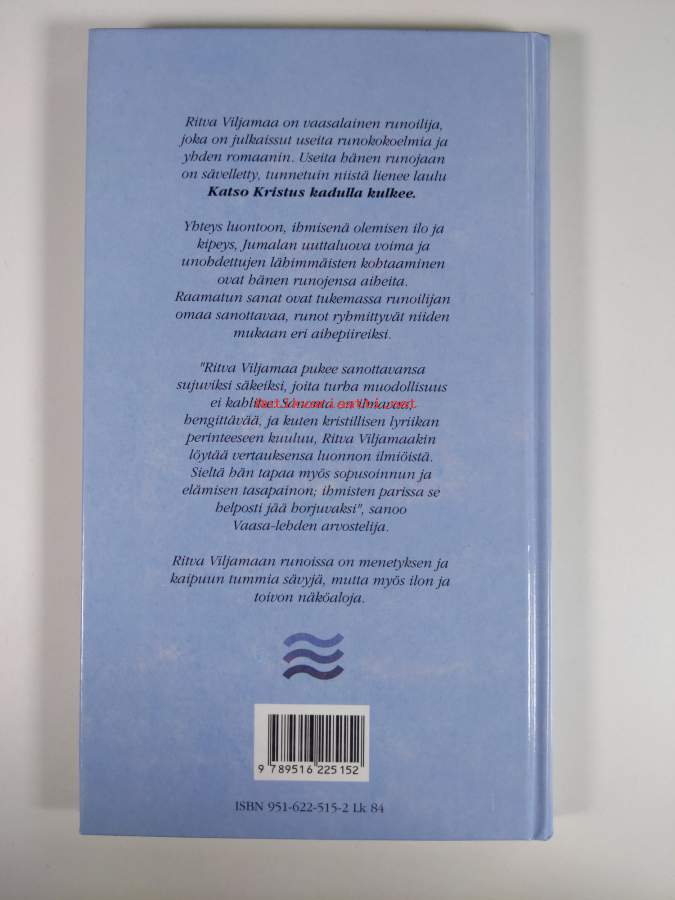 Ritva Viljamaa on vaasalainen runoilija,
joka on julkaissut useita runokokoelmia ja
yhden romaanin. Useita hänen runojaan
on sävelletty, tunnetuin niistä lienee laulu
Katso Kristus kadulla kulkee.
Yhteys luontoon, ihmisenä olemisen ilo ja
kipeys, Jumalan uuttaluova voima ja
unohdettujen lähimmäisten kohtaaminen
ovat hänen runojensa aiheita.
Raamatun sanat ovat tukemassa runoilijan
omaa sanottavaa, runot ryhmittyvät niiden
mukaan eri aihepiireiksi.
"Ritva Viljamaa pukee sanottavansa
sujuviksi säkeiksi, joita turha muodollisuus
ei kahlitse. Sanonta on ilmavaa,
hengittävää, ja kuten kristillisen lyriikan
perinteeseen kuuluu, Ritva Viljamaakin
löytää vertauksensa luonnon ilmiöistä.
Sieltä hän tapaa myös sopusoinnun ja
elämisen tasapainon; ihmisten parissa se
helposti jää horjuvaksi", sanoo
Vaasa-lehden arvostelija.
Ritva Viljamaan runoissa on menetyksen ja
kaipuun tummia sävyjä, mutta myös ilon ja
toivon näköaloja.
9 789516 225152
ISBN 951-622-515-2 Lk 84